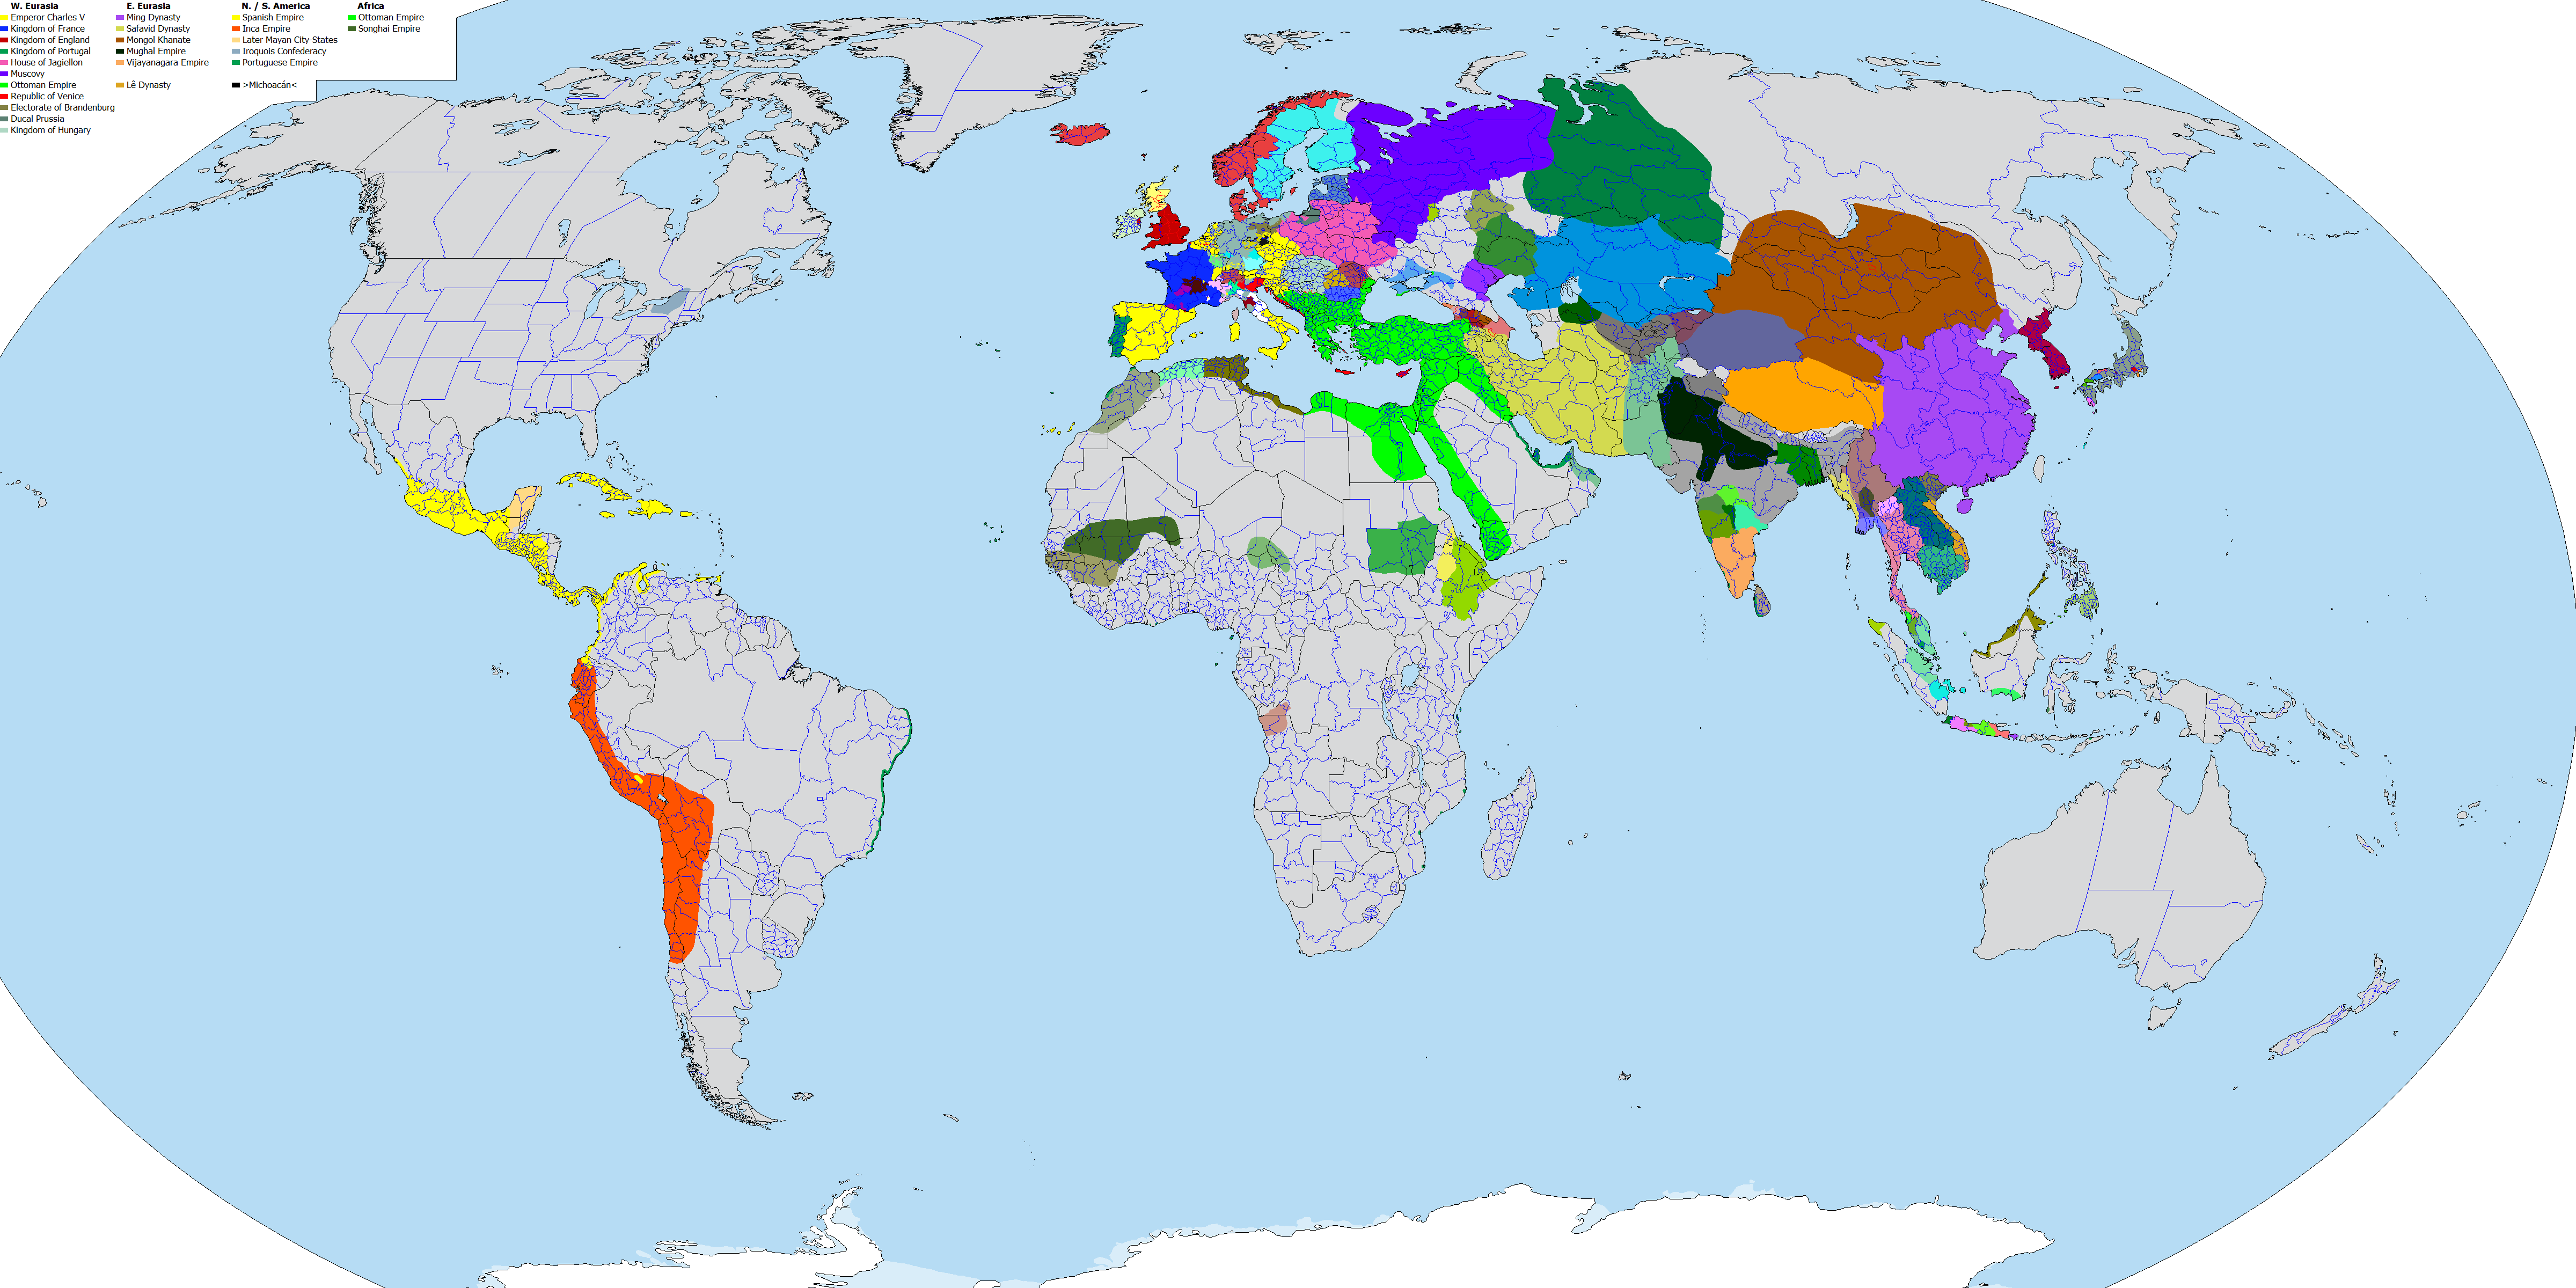 W. Eurasia
Emperor Charles V
Kingdom of France
Kingdom of England
Kingdom of Portugal
House of Jagiellon
Muscovy
Ottoman Empire
Republic of Venice
Electorate of Brandenburg
Ducal Prussia
Kingdom of Hungary
E. Eurasia
Ming Dynasty
Safavid Dynasty
Mongol Khanate
Mughal Empire
Vijayanagara Empire
Lê Dynasty
N. / S. America
Spanish Empire
Inca Empire
Later Mayan City-States
Iroquois Confederacy
Portuguese Empire
>Michoacán<
Africa
Ottoman Empire
Songhai Empire